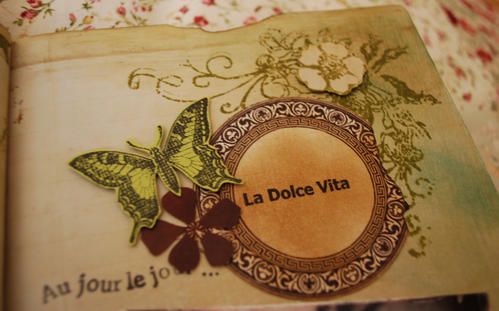 La Dolce Vita
Au jour le jour ...